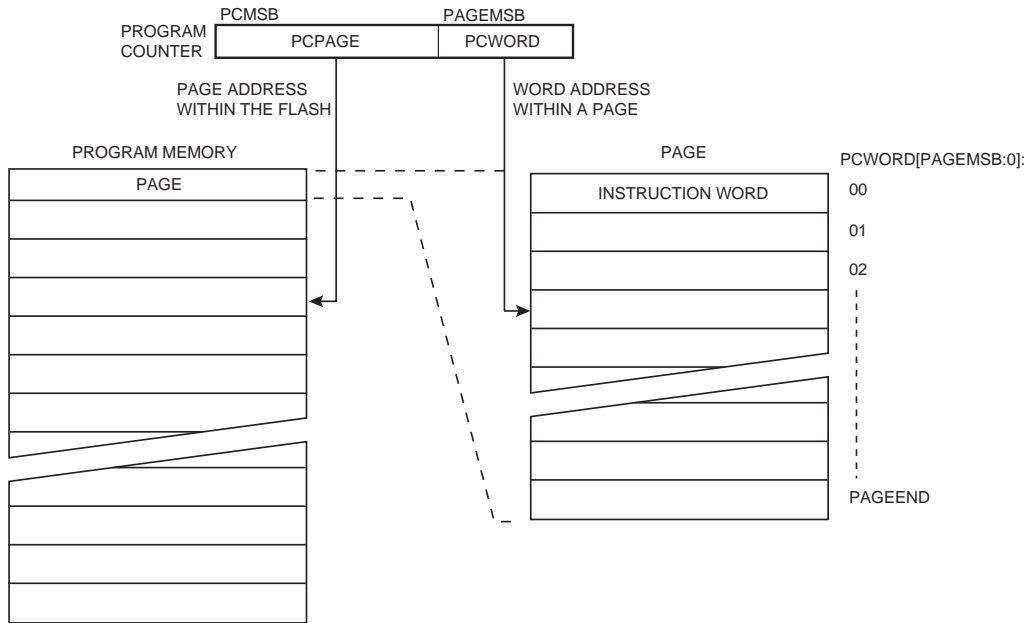 PCMSB
PAGEMSB
PROGRAM
COUNTER
PCPAGE
PCWORD
PAGE ADDRESS
WITHIN THE FLASH
WORD ADDRESS
WITHIN A PAGE
PROGRAM MEMORY
PAGE
PAGE
INSTRUCTION WORD
PCWORD[PAGEMSB:0]:
00
01
02
PAGEEND